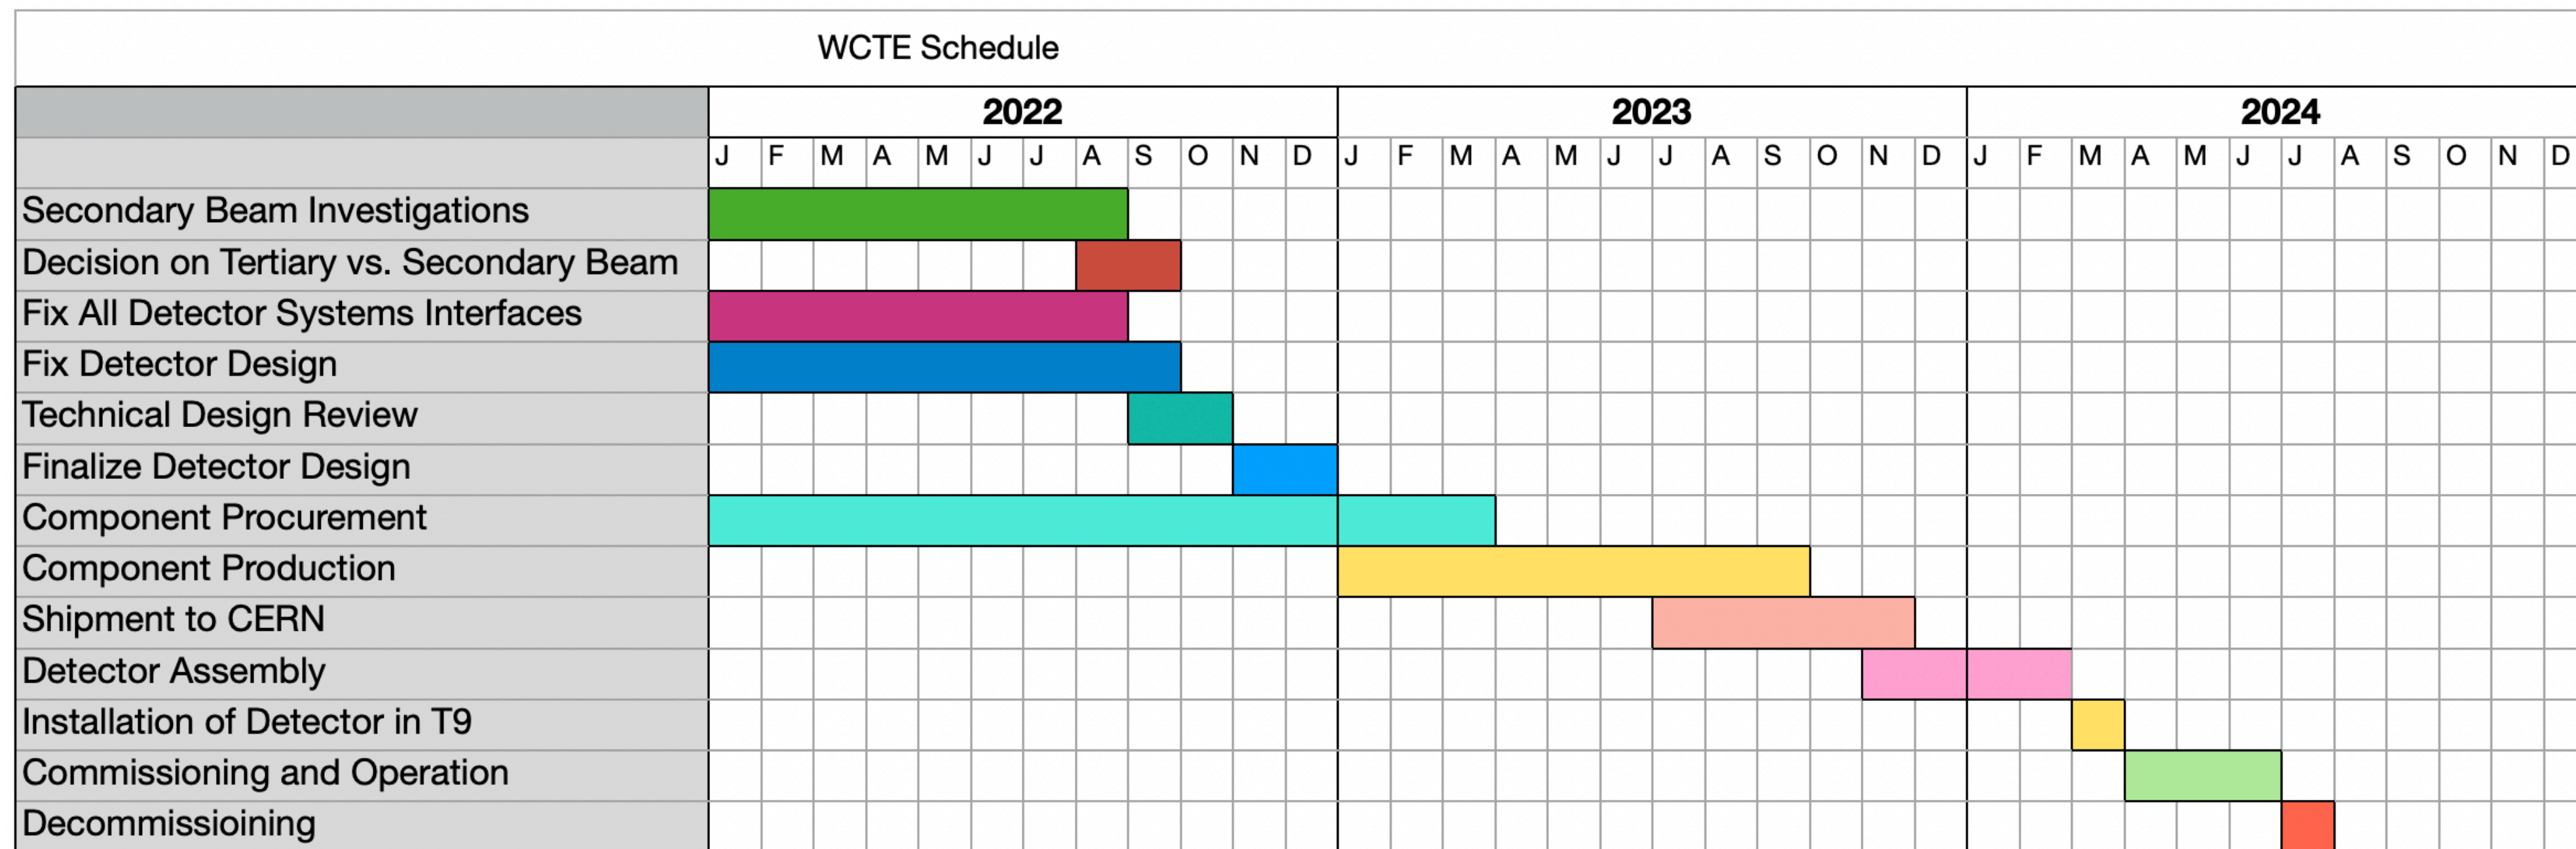 WCTE Schedule
2022 2023 2024
J F M A M J J A S O N D J F M A M J J A S O N D J F M A M J J A S O N D
Secondary Beam Investigations
Decision on Tertiary vs. Secondary Beam
Fix All Detector Systems Interfaces
Fix Detector Design
Technical Design Review
Finalize Detector Design
Component Procurement
Component Production
Shipment to CERN
Detector Assembly
Installation of Detector in T9
Commissioning and Operation
Decommissioining